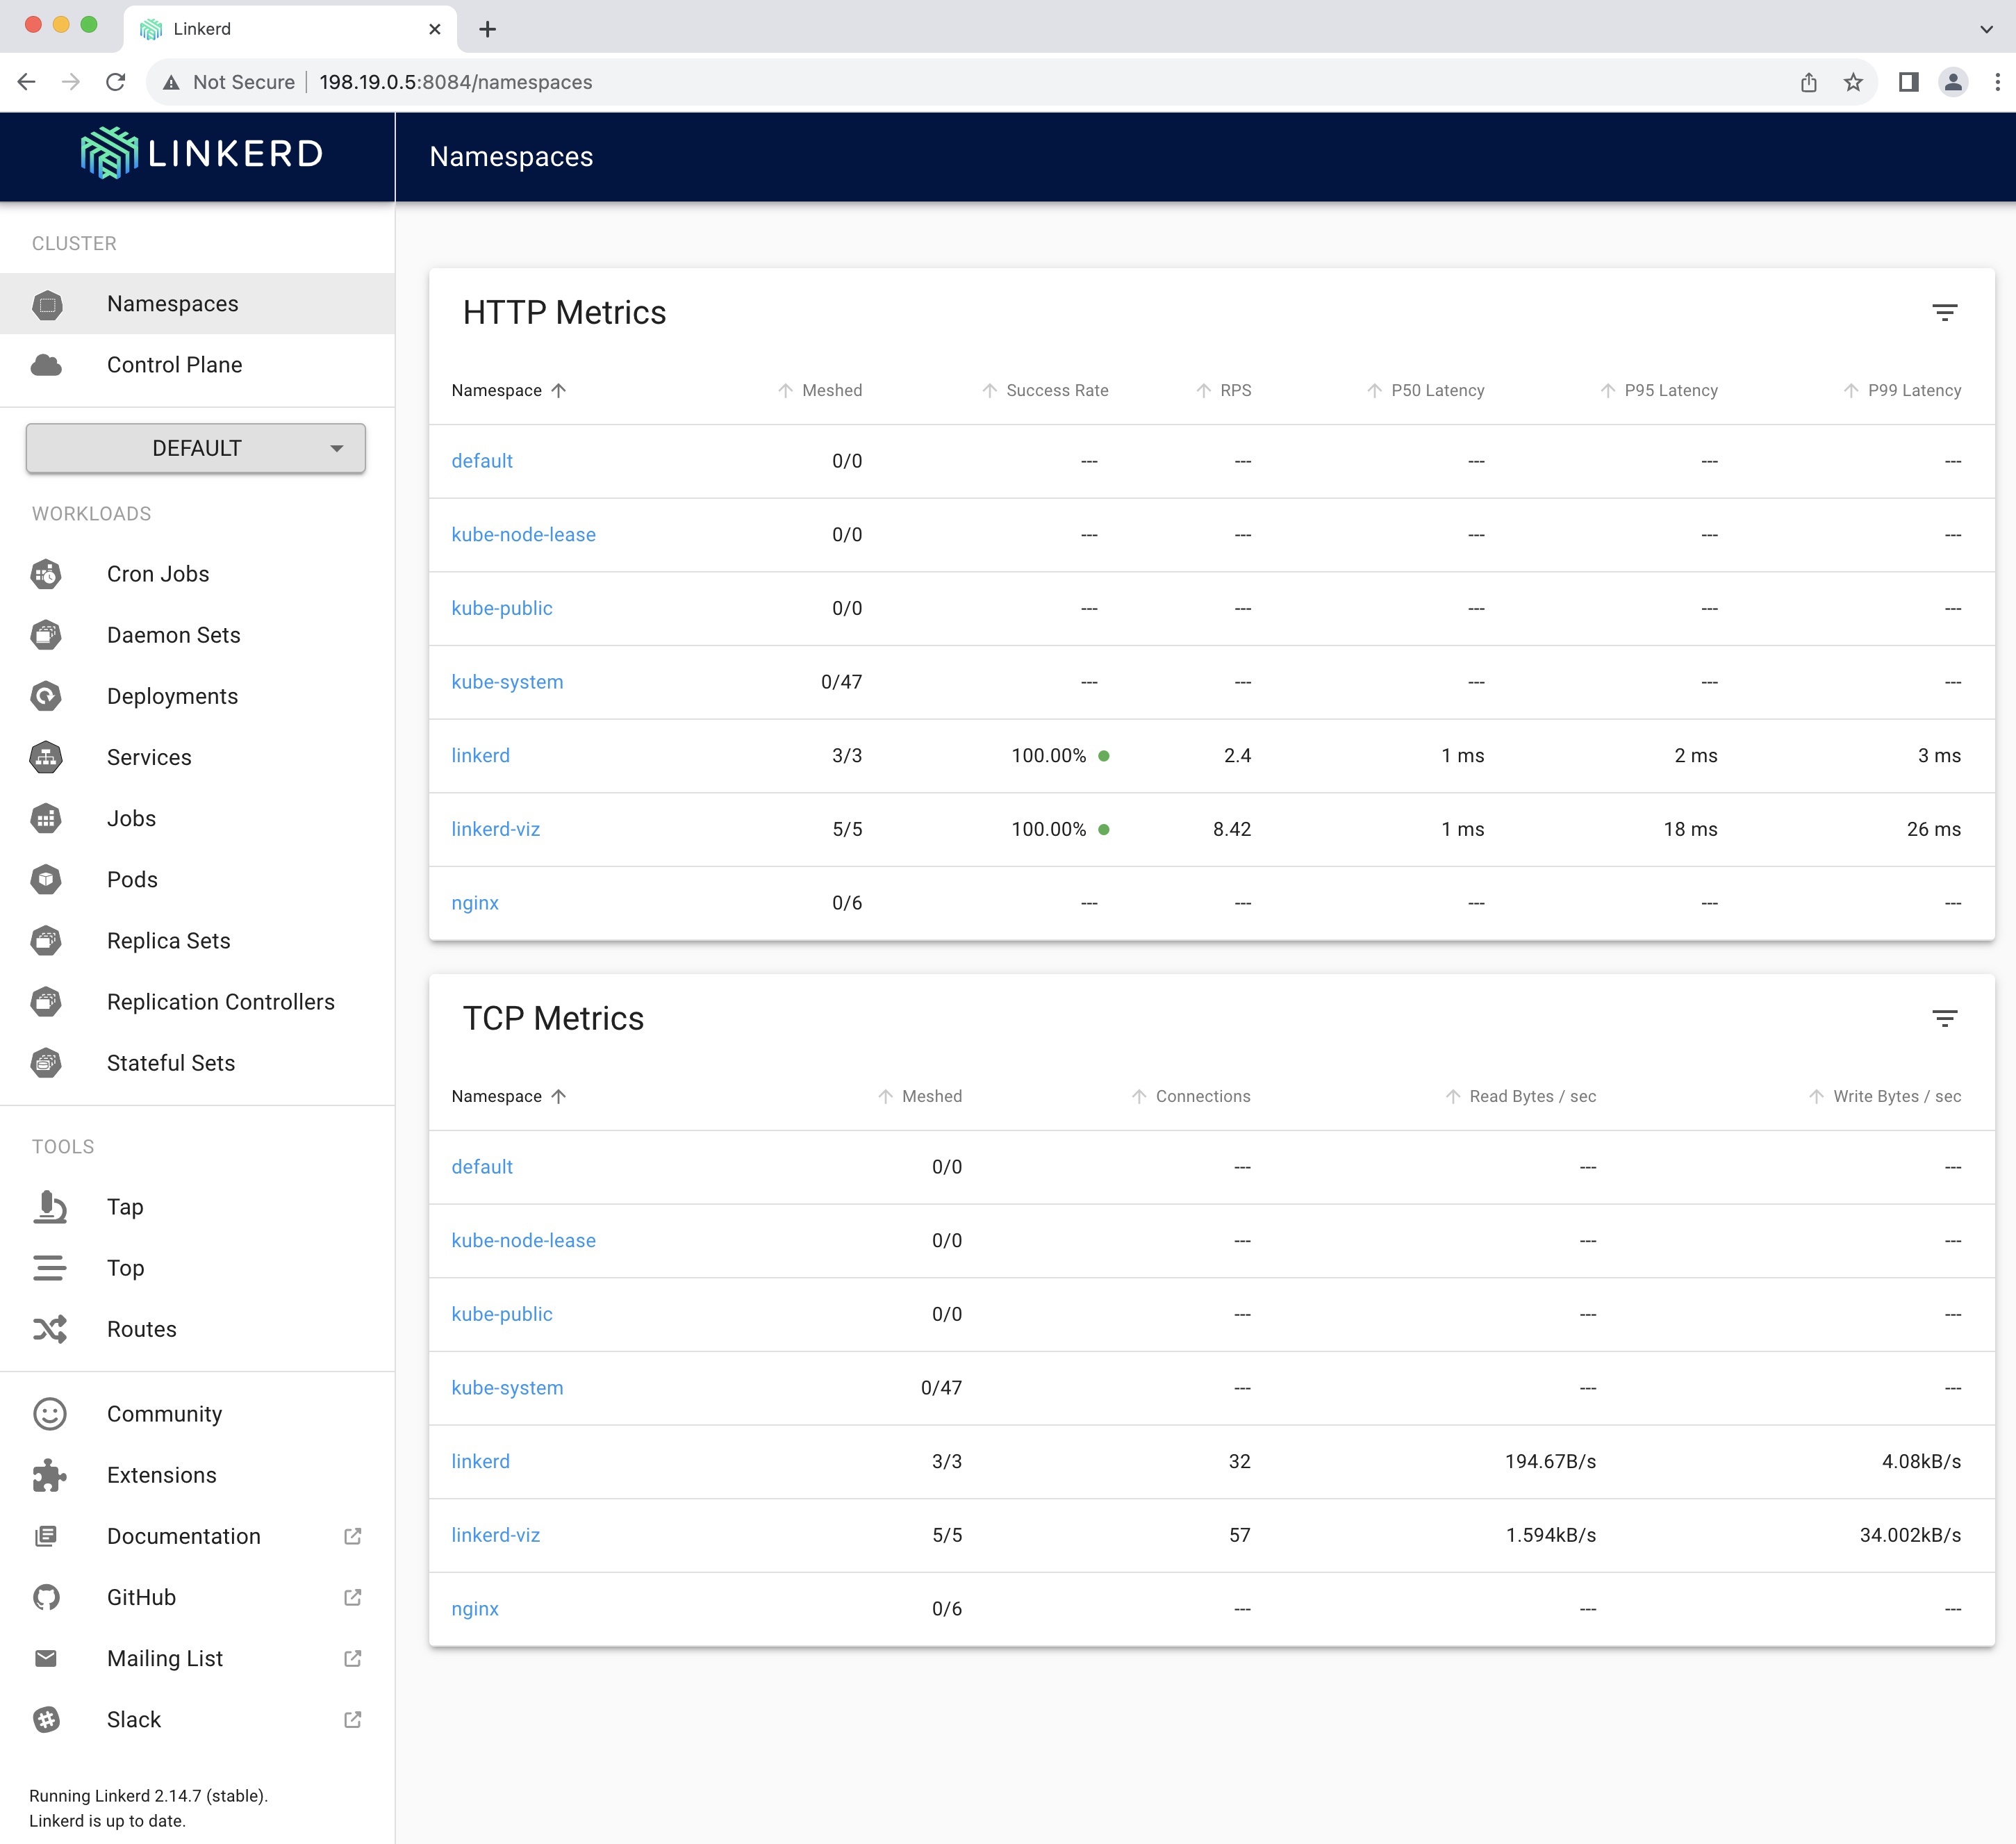 Linkerd
Not Secure | 198.19.0.5:8084/namespaces
LINKERD
Namespaces
CLUSTER
Namespaces
Control Plane
DEFAULT
WORKLOADS
Cron Jobs
Daemon Sets
Deployments
Services
Jobs
Pods
Replica Sets
Replication Controllers
Stateful Sets
TOOLS
Tap
Top
Routes
Community
Extensions
Documentation
GitHub
Mailing List
Slack
Running Linkerd 2.14.7 (stable).
Linkerd is up to date.
HTTP Metrics
Namespace Meshed Success Rate RPS P50 Latency P95 Latency P99 Latency
default 0/0 --- --- --- --- ---
kube-node-lease 0/0 --- --- --- --- ---
kube-public 0/0 --- --- --- --- ---
kube-system 0/47 --- --- --- --- ---
linkerd 3/3 100.00% 2.4 1 ms 2 ms 3 ms
linkerd-viz 5/5 100.00% 8.42 1 ms 18 ms 26 ms
nginx 0/6 --- --- --- --- ---
TCP Metrics
Namespace Meshed Connections Read Bytes / sec Write Bytes / sec
default 0/0 --- --- ---
kube-node-lease 0/0 --- --- ---
kube-public 0/0 --- --- ---
kube-system 0/47 --- --- ---
linkerd 3/3 32 194.67B/s 4.08kB/s
linkerd-viz 5/5 57 1.594kB/s 34.002kB/s
nginx 0/6 --- --- ---